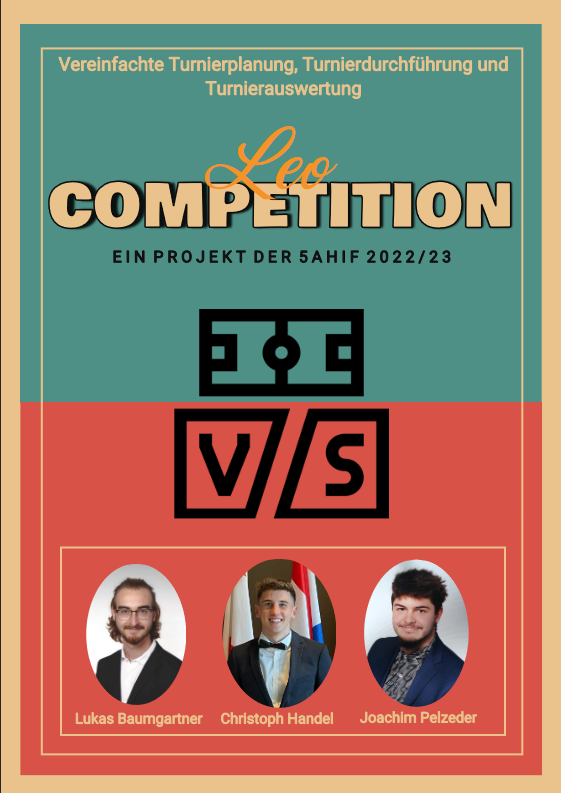 Vereinfachte Turnierplanung, Turnierdurchführung und
Turnierauswertung
Leo
COMPETITION
EIN PROJEKT DER 5AHIF 2022/23
V/S
Lukas Baumgartner
Christoph Handel
Joachim Pelzeder